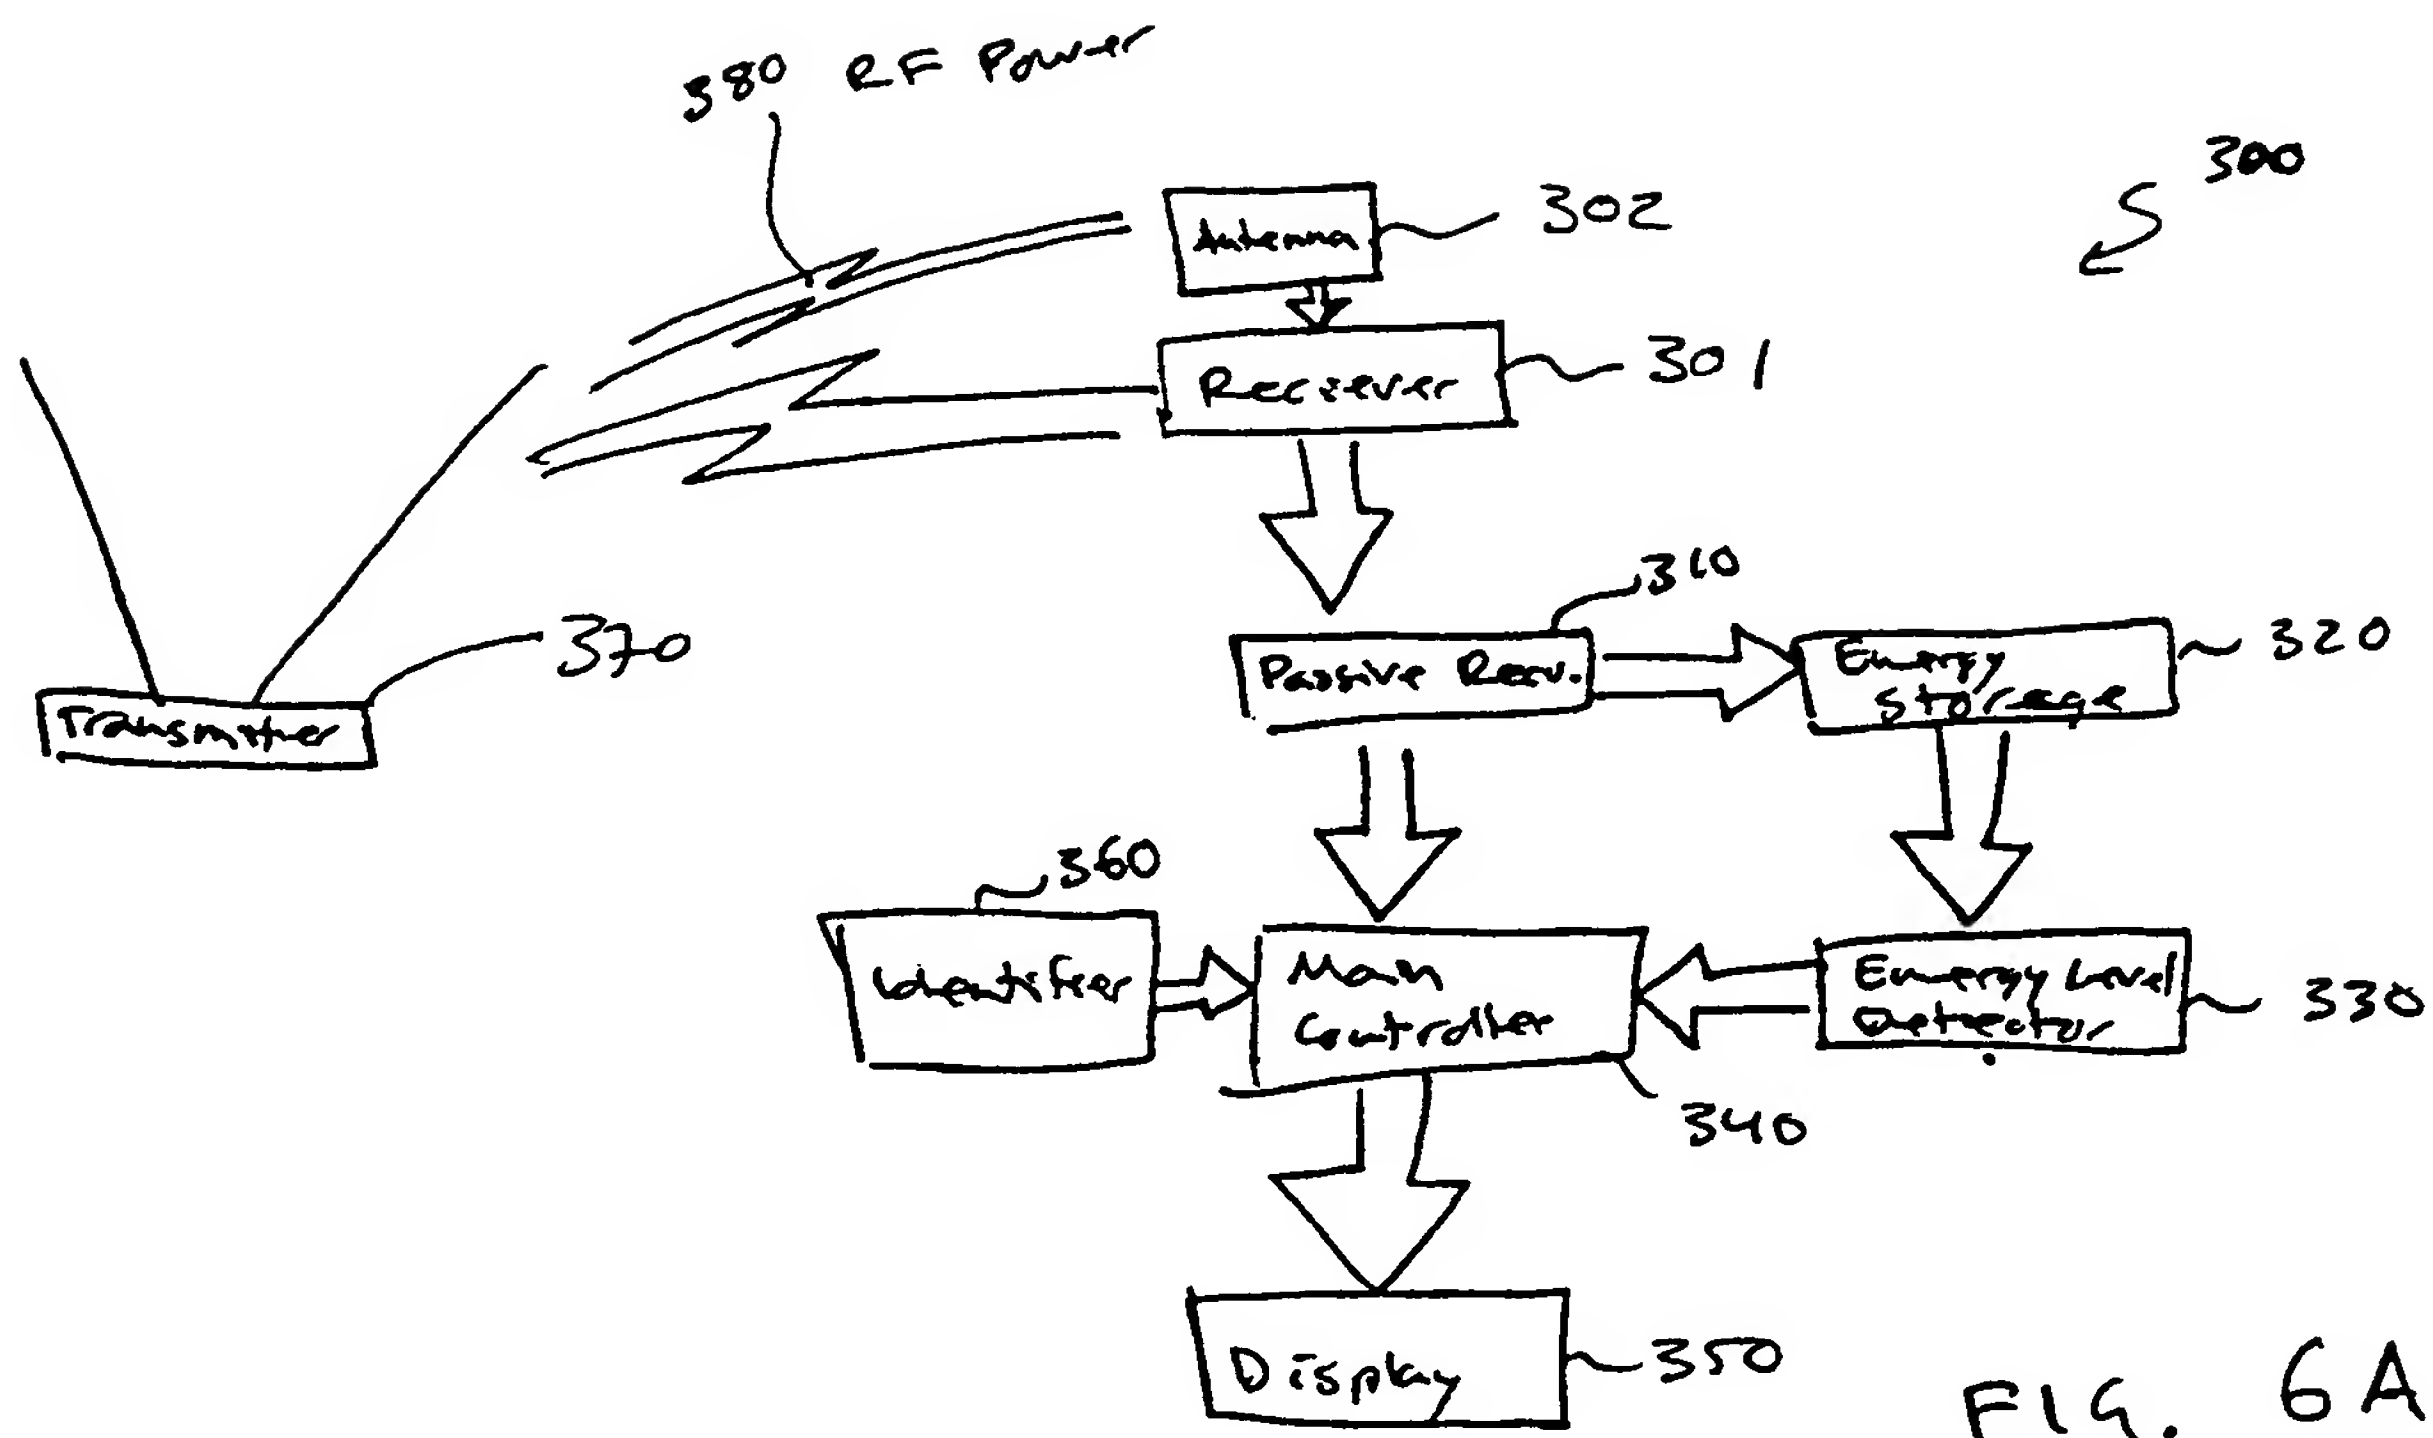 380 RF Power
300
Antenna
302
Receiver
301
310
Passive Recv.
Energy
Storage
320
370
Transmitter
360
Identifier
Main
Controller
Energy Level
Detector
330
340
Display
350
FIG. 6A